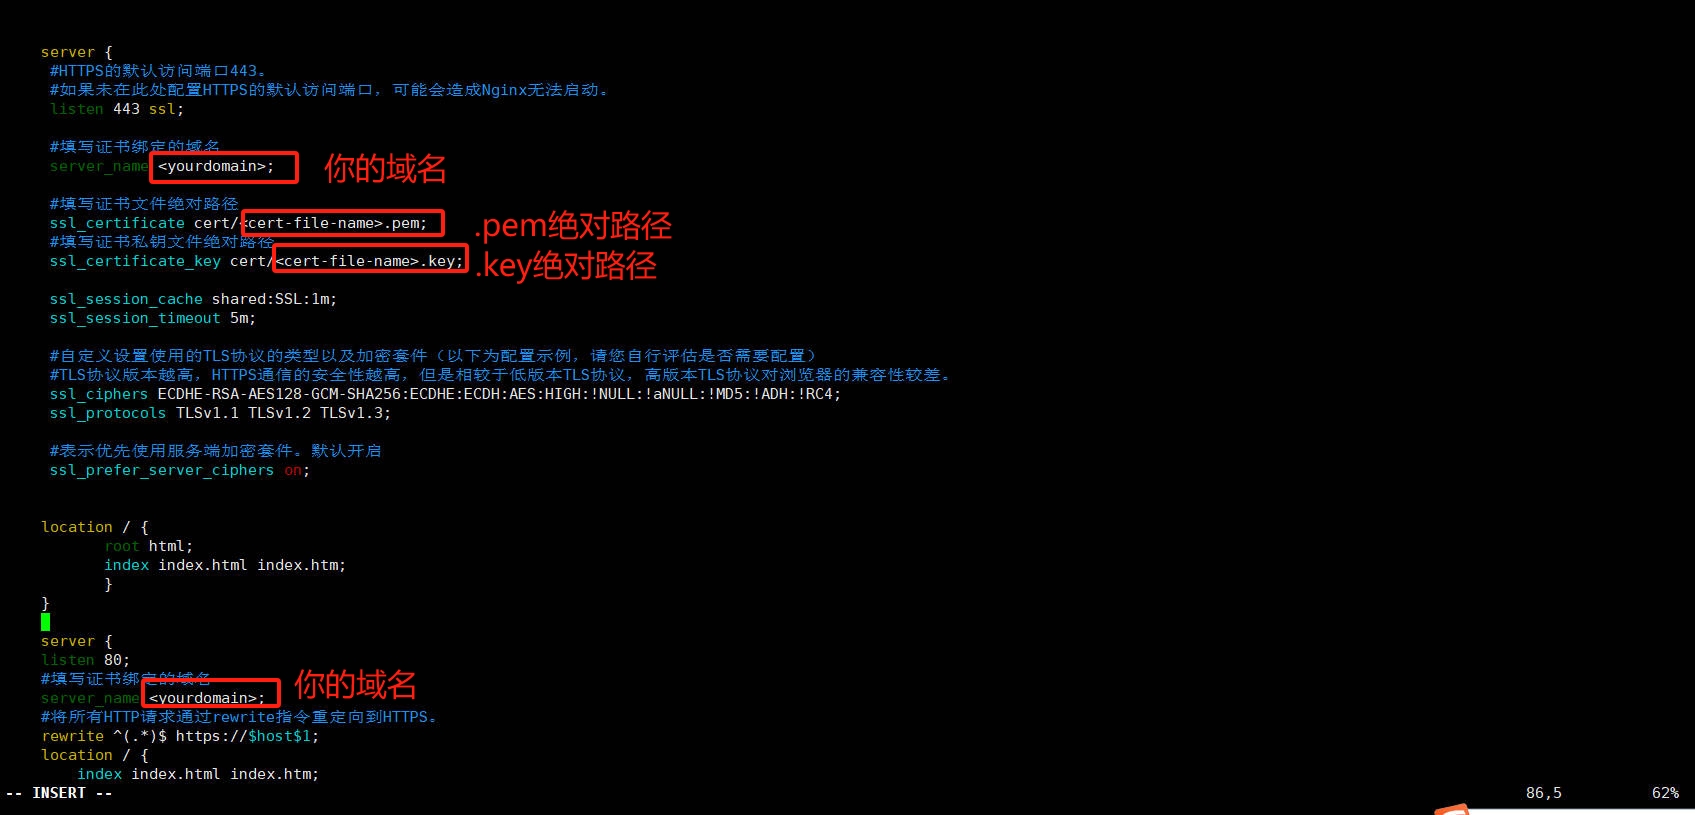 server {
#HTTPS的默认访问端口443。
#如果未在此处配置HTTPS的默认访问端口，可能会造成Nginx无法启动。
listen 443 ssl;
#填写证书绑定的域名
server_name <yourdomain>; 你的域名
#填写证书文件绝对路径
ssl_certificate cert/<cert-file-name>.pem; .pem绝对路径
#填写证书私钥文件绝对路径
ssl_certificate_key cert/<cert-file-name>.key; .key绝对路径
ssl_session_cache shared:SSL:1m;
ssl_session_timeout 5m;
#自定义设置使用的TLS协议的类型以及加密套件（以下为配置示例，请您自行评估是否需要配置）
#TLS协议版本越高，HTTPS通信的安全性越高，但是相较于低版本TLS协议，高版本TLS协议对浏览器的兼容性较差。
ssl_ciphers ECDHE-RSA-AES128-GCM-SHA256:ECDHE:ECDH:AES:HIGH:!NULL:!aNULL:!MD5:!ADH:!RC4;
ssl_protocols TLSv1.1 TLSv1.2 TLSv1.3;
#表示优先使用服务端加密套件。默认开启
ssl_prefer_server_ciphers on;
location / {
root html;
index index.html index.htm;
}
}
server {
listen 80;
#填写证书绑定的域名
server_name <yourdomain>; 你的域名
#将所有HTTP请求通过rewrite指令重定向到HTTPS。
rewrite ^(.*)$ https://$host$1;
location / {
index index.html index.htm;
-- INSERT -- 86,5 62%